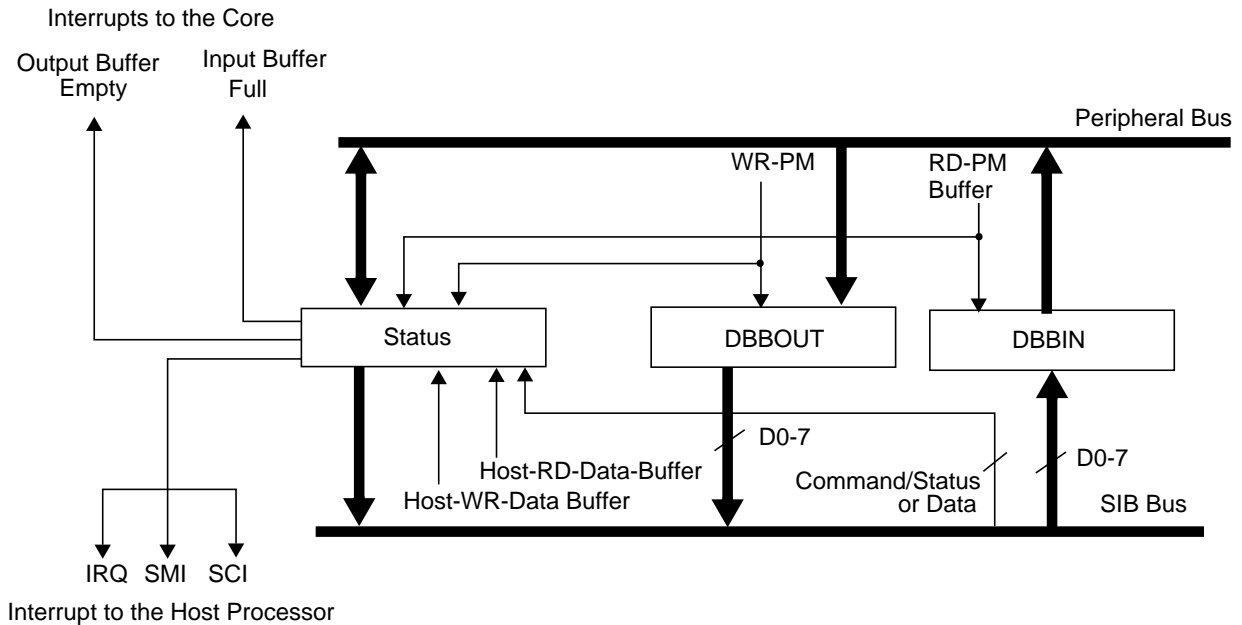 Interrupts to the Core
Output Buffer
Empty
Input Buffer
Full
Peripheral Bus
WR-PM
RD-PM
Buffer
Status
DBBOUT
DBBIN
D0-7
D0-7
Host-RD-Data-Buffer
Host-WR-Data Buffer
Command/Status
or Data
SIB Bus
IRQ
SMI
SCI
Interrupt to the Host Processor